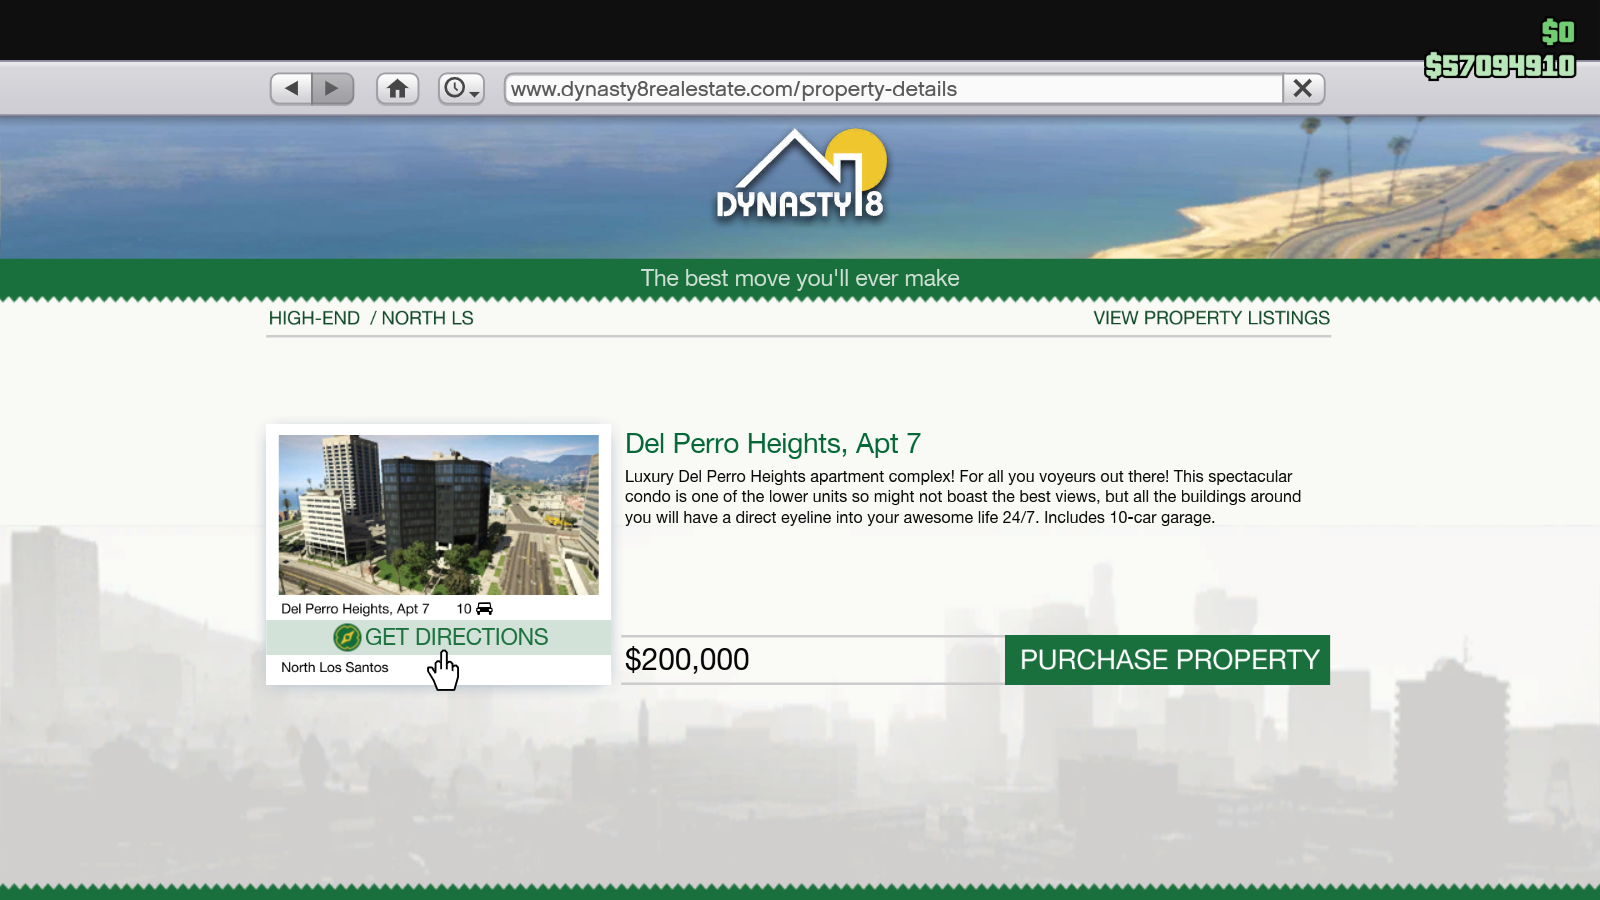 $0
$57094910
www.dynasty8realestate.com/property-details
DYNASTY 8
The best move you'll ever make
HIGH-END / NORTH LS
VIEW PROPERTY LISTINGS
Del Perro Heights, Apt 7
Luxury Del Perro Heights apartment complex! For all you voyeurs out there! This spectacular
condo is one of the lower units so might not boast the best views, but all the buildings around
you will have a direct eyeline into your awesome life 24/7. Includes 10-car garage.
Del Perro Heights, Apt 7 10
GET DIRECTIONS
North Los Santos
$200,000
PURCHASE PROPERTY